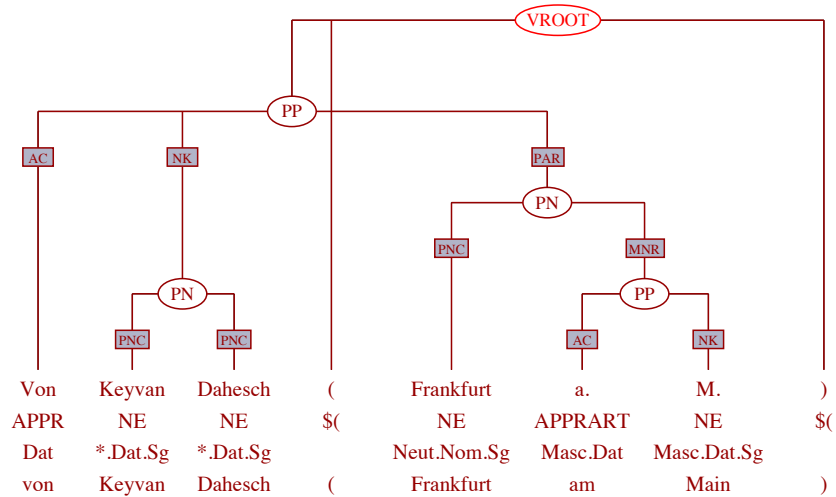 VROOT
PP
AC NK PAR
PN
PNC MNR
PN PP
PNC PNC AC NK
Von Keyvan Dahesch ( Frankfurt a. M. )
APPR NE NE $( NE APPRART NE $(
Dat *.Dat.Sg *.Dat.Sg Neut.Nom.Sg Masc.Dat Masc.Dat.Sg
von Keyvan Dahesch ( Frankfurt am Main )